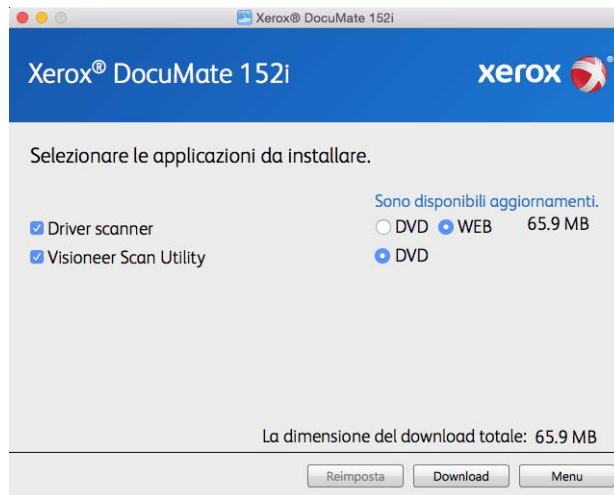 Xerox® DocuMate 152i
Xerox® DocuMate 152i
xerox®
Selezionare le applicazioni da installare.
Sono disponibili aggiornamenti.
Driver scanner DVD WEB 65.9 MB
Visioneer Scan Utility DVD
La dimensione del download totale: 65.9 MB
Reimposta Download Menu